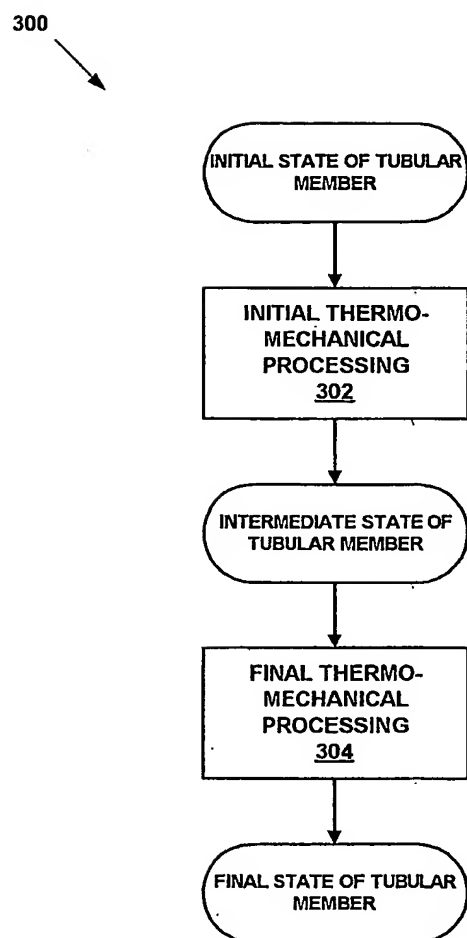 300
INITIAL STATE OF TUBULAR
MEMBER
INITIAL THERMO-
MECHANICAL
PROCESSING
302
INTERMEDIATE STATE OF
TUBULAR MEMBER
FINAL THERMO-
MECHANICAL
PROCESSING
304
FINAL STATE OF TUBULAR
MEMBER